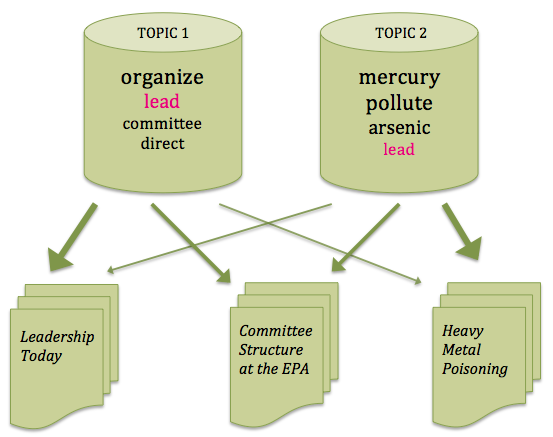 TOPIC 1
organize
lead
committee
direct
TOPIC 2
mercury
pollute
arsenic
lead
Leadership
Today
Committee
Structure
at the EPA
Heavy
Metal
Poisoning